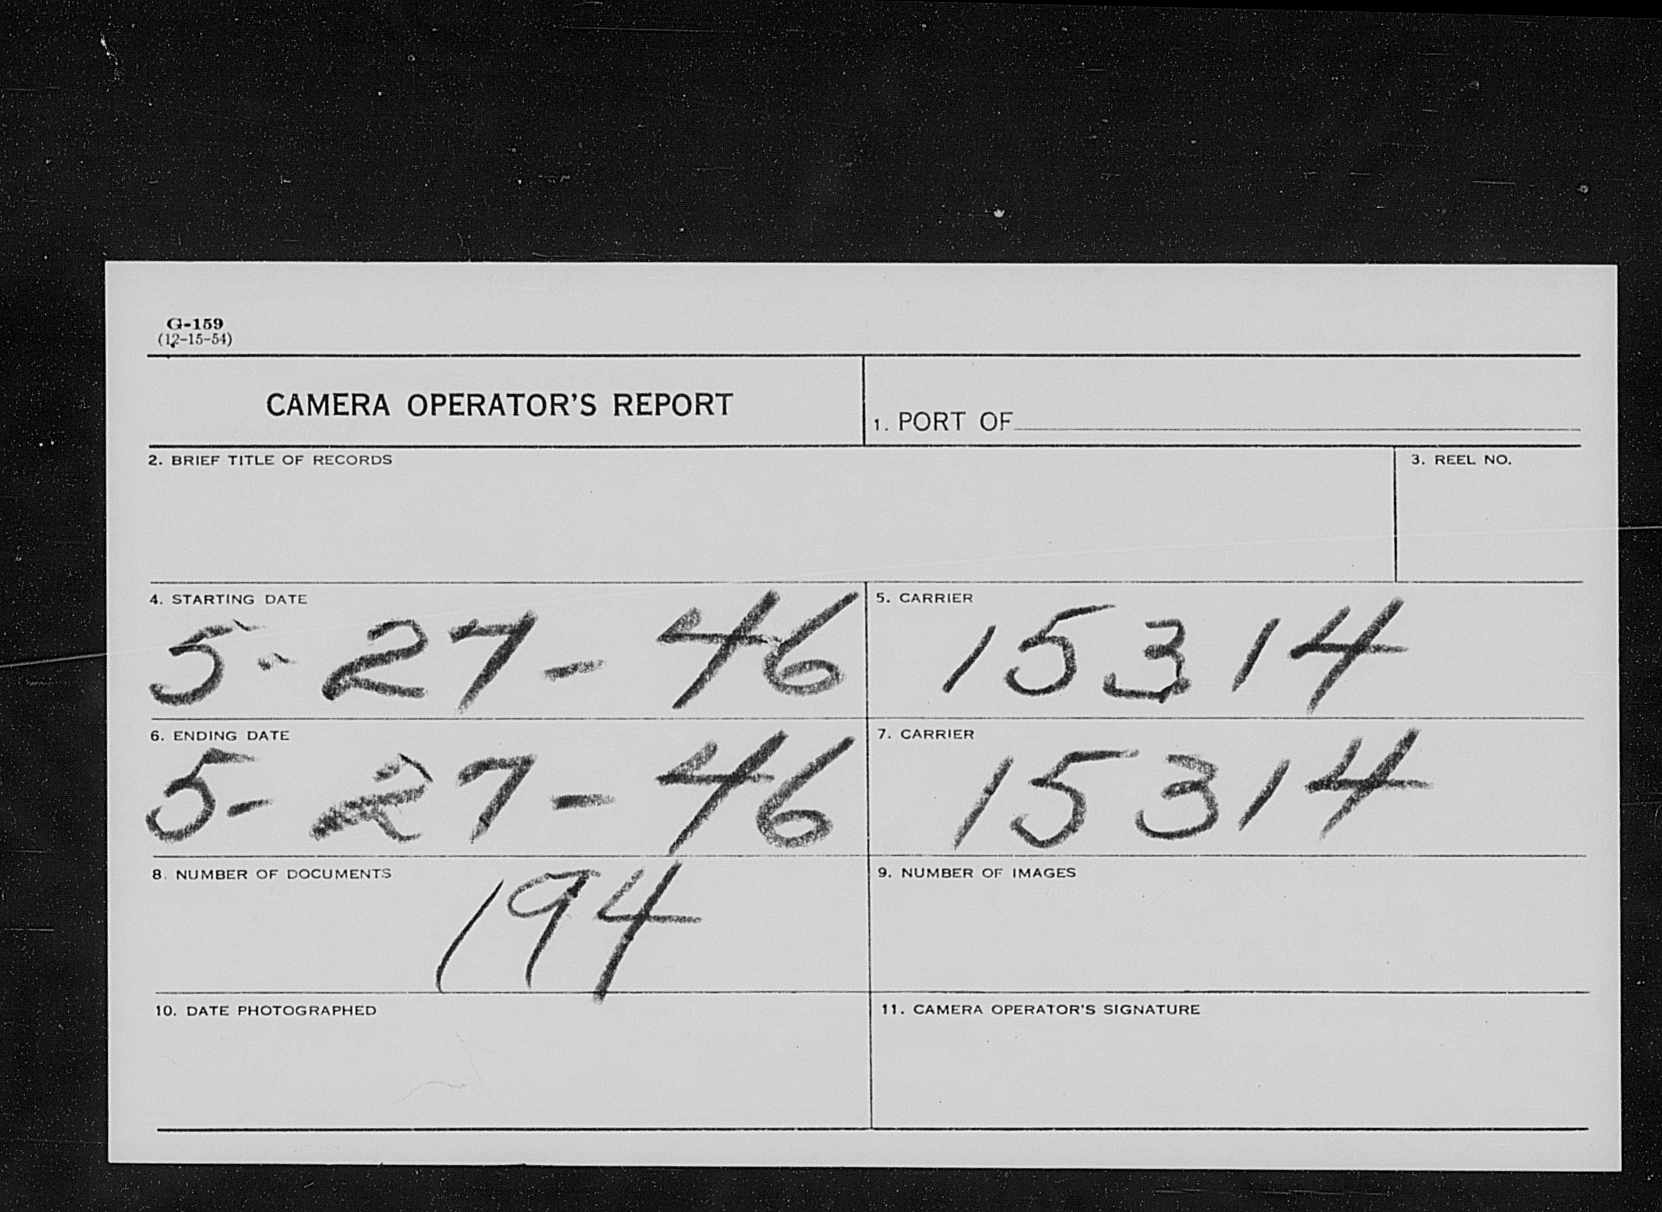 G-159
(12-15-54)
CAMERA OPERATOR'S REPORT
1. PORT OF
2. BRIEF TITLE OF RECORDS
3. REEL NO.
4. STARTING DATE
5-27-46
5. CARRIER
15314
6. ENDING DATE
5-27-46
7. CARRIER
15314
8. NUMBER OF DOCUMENTS
194
9. NUMBER OF IMAGES
10. DATE PHOTOGRAPHED
11. CAMERA OPERATOR'S SIGNATURE